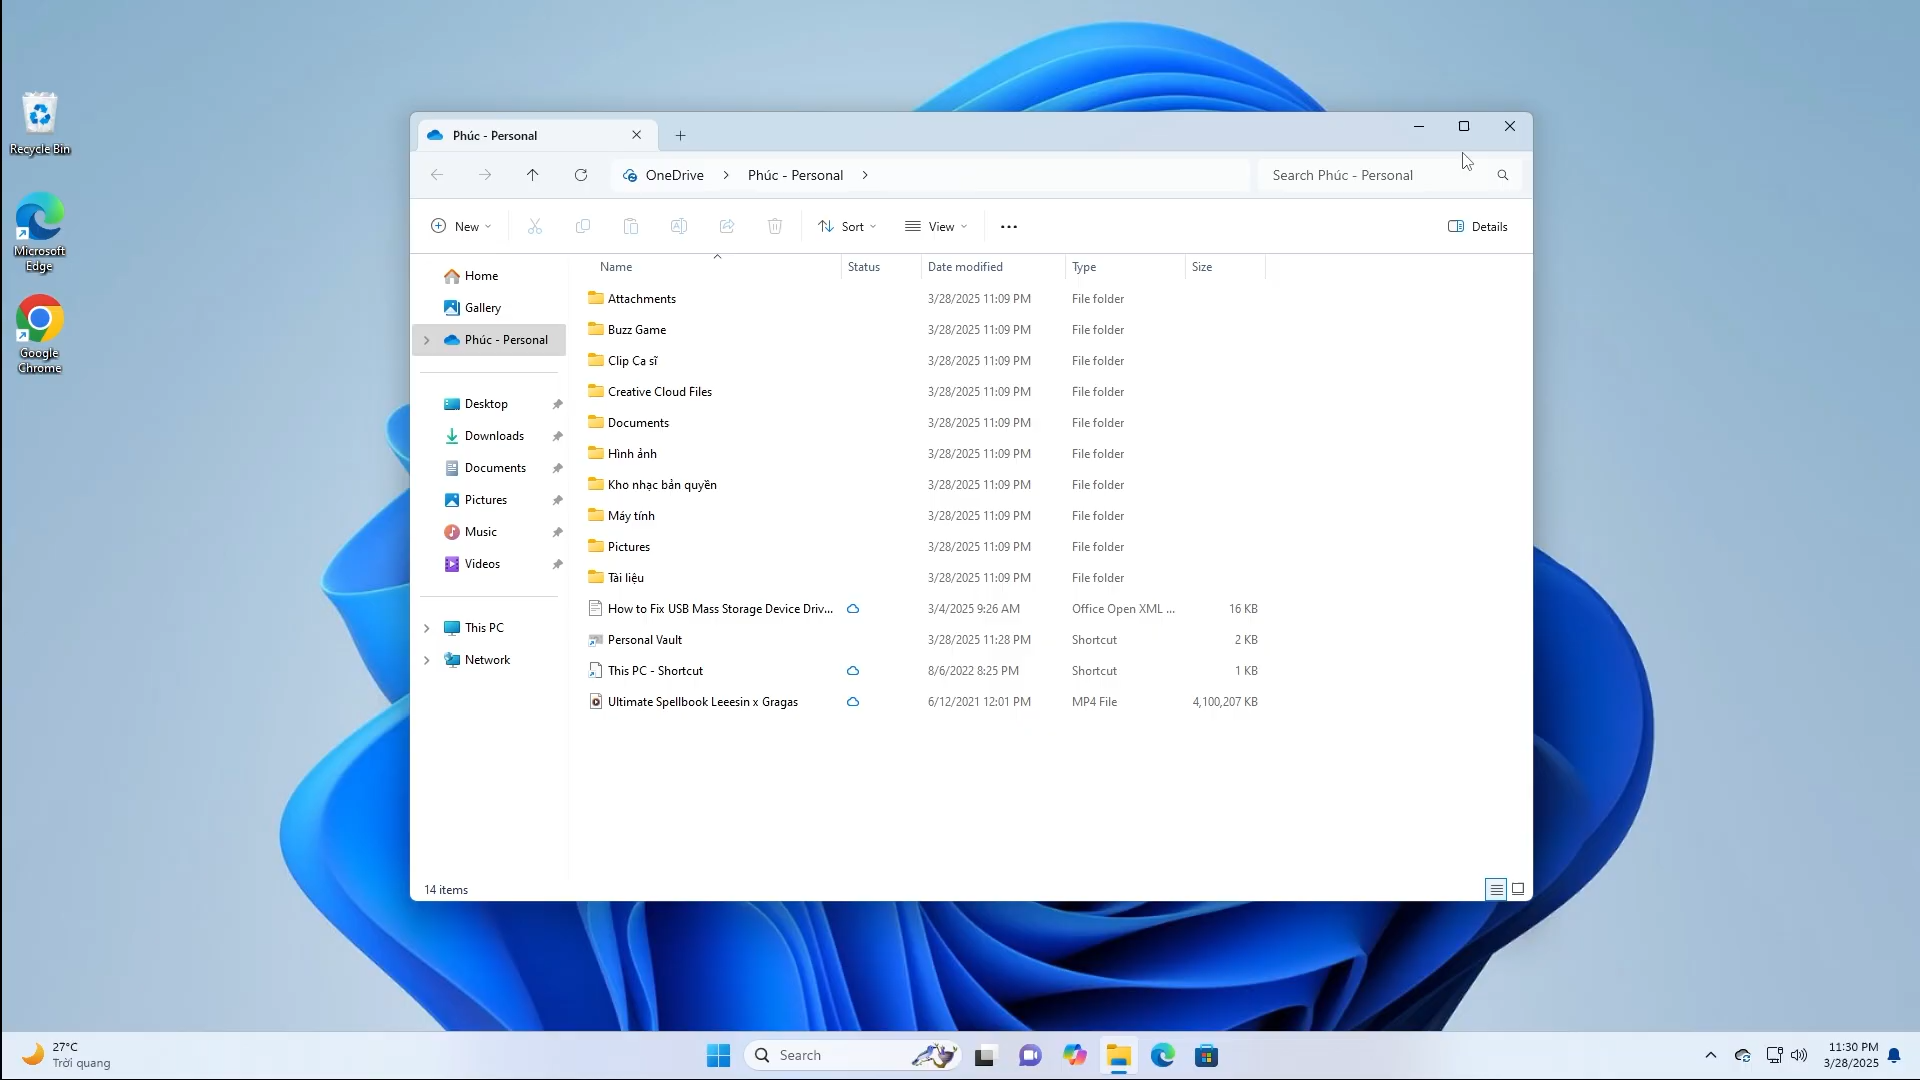 Recycle Bin
Microsoft
Edge
Google
Chrome
Phúc - Personal
OneDrive
Phúc - Personal
Search Phúc - Personal
New
Sort
View
Details
Home
Gallery
Phúc - Personal
Desktop
Downloads
Documents
Pictures
Music
Videos
This PC
Network
Name Status Date modified Type Size
Attachments 3/28/2025 11:09 PM File folder
Buzz Game 3/28/2025 11:09 PM File folder
Clip Ca sĩ 3/28/2025 11:09 PM File folder
Creative Cloud Files 3/28/2025 11:09 PM File folder
Documents 3/28/2025 11:09 PM File folder
Hình ảnh 3/28/2025 11:09 PM File folder
Kho nhạc bản quyền 3/28/2025 11:09 PM File folder
Máy tính 3/28/2025 11:09 PM File folder
Pictures 3/28/2025 11:09 PM File folder
Tài liệu 3/28/2025 11:09 PM File folder
How to Fix USB Mass Storage Device Driv... 3/4/2025 9:26 AM Office Open XML ... 16 KB
Personal Vault 3/28/2025 11:28 PM Shortcut 2 KB
This PC - Shortcut 8/6/2022 8:25 PM Shortcut 1 KB
Ultimate Spellbook Leeesin x Gragas 6/12/2021 12:01 PM MP4 File 4,100,207 KB
14 items
27°C
Trời quang
Search
11:30 PM
3/28/2025